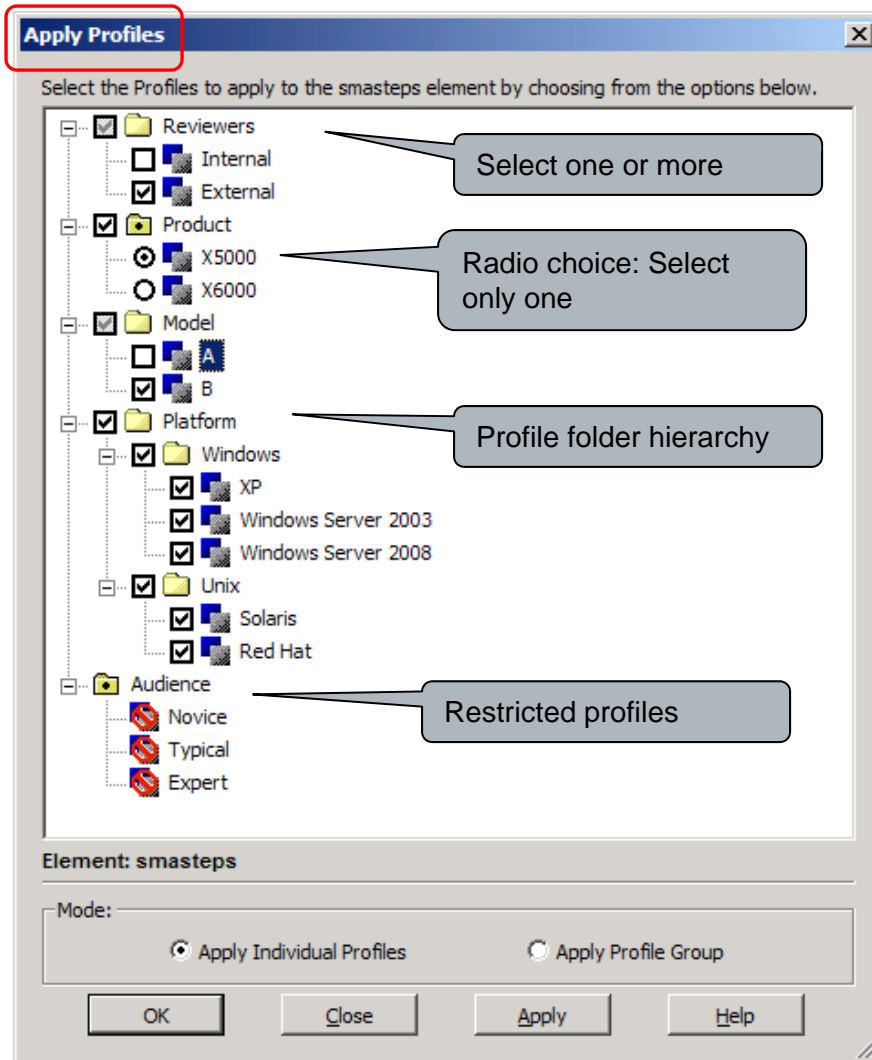 Apply Profiles
Select the Profiles to apply to the smasteps element by choosing from the options below.
Reviewers
Internal
Select one or more
External
Product
X5000
Radio choice: Select
only one
X6000
Model
A
B
Platform
Profile folder hierarchy
Windows
XP
Windows Server 2003
Windows Server 2008
Unix
Solaris
Red Hat
Audience
Restricted profiles
Novice
Typical
Expert
Element: smasteps
Mode:
Apply Individual Profiles Apply Profile Group
OK Close Apply Help